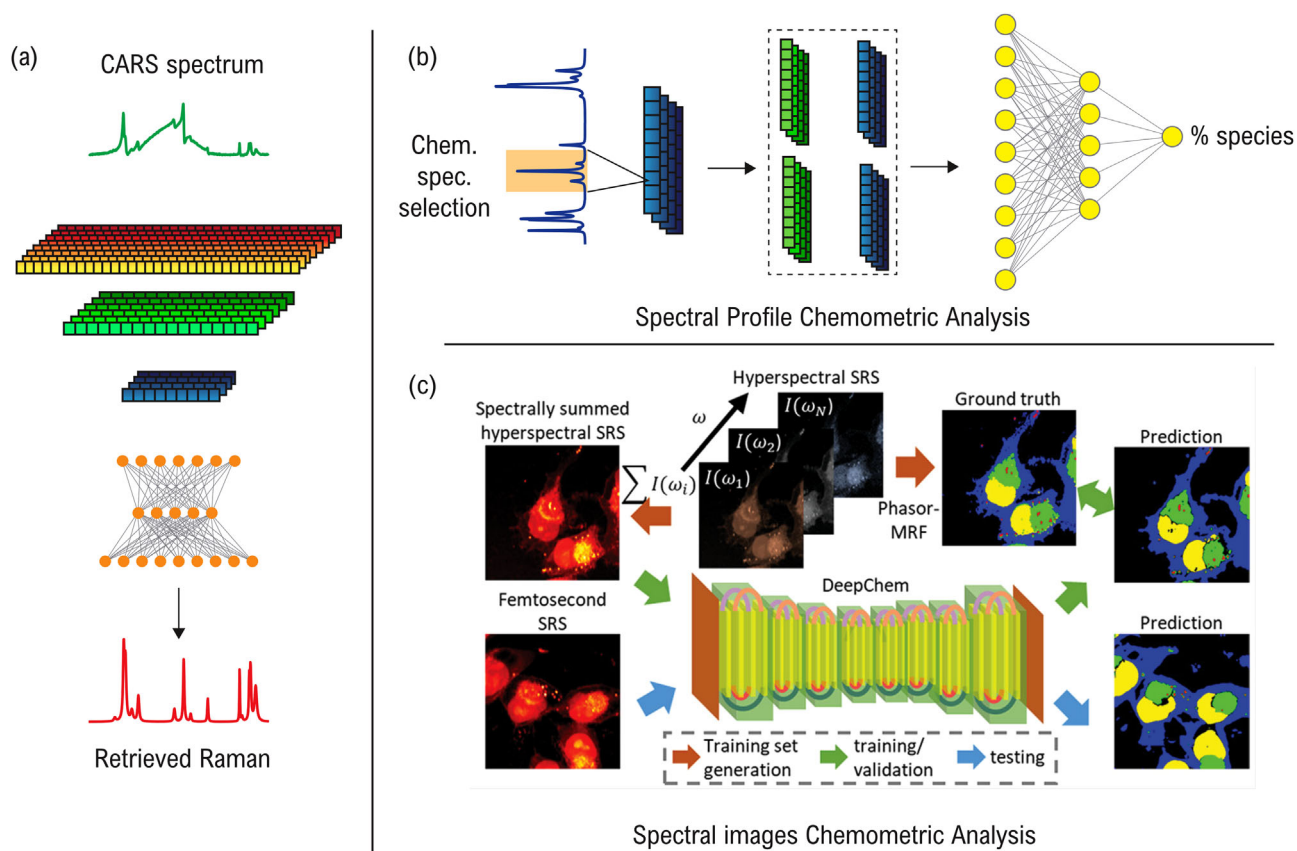 (a)
CARS spectrum
Retrieved Raman
(b)
Chem.
spec.
selection
% species
Spectral Profile Chemometric Analysis
(c)
Hyperspectral SRS
Spectrally summed
hyperspectral SRS
ω
I(ω_N)
I(ω_2)
I(ω_1)
∑ I(ω_i)
Ground truth
Prediction
Phasor-
MRF
DeepChem
Femtosecond
SRS
Prediction
Training set
generation
training/
validation
testing
Spectral images Chemometric Analysis